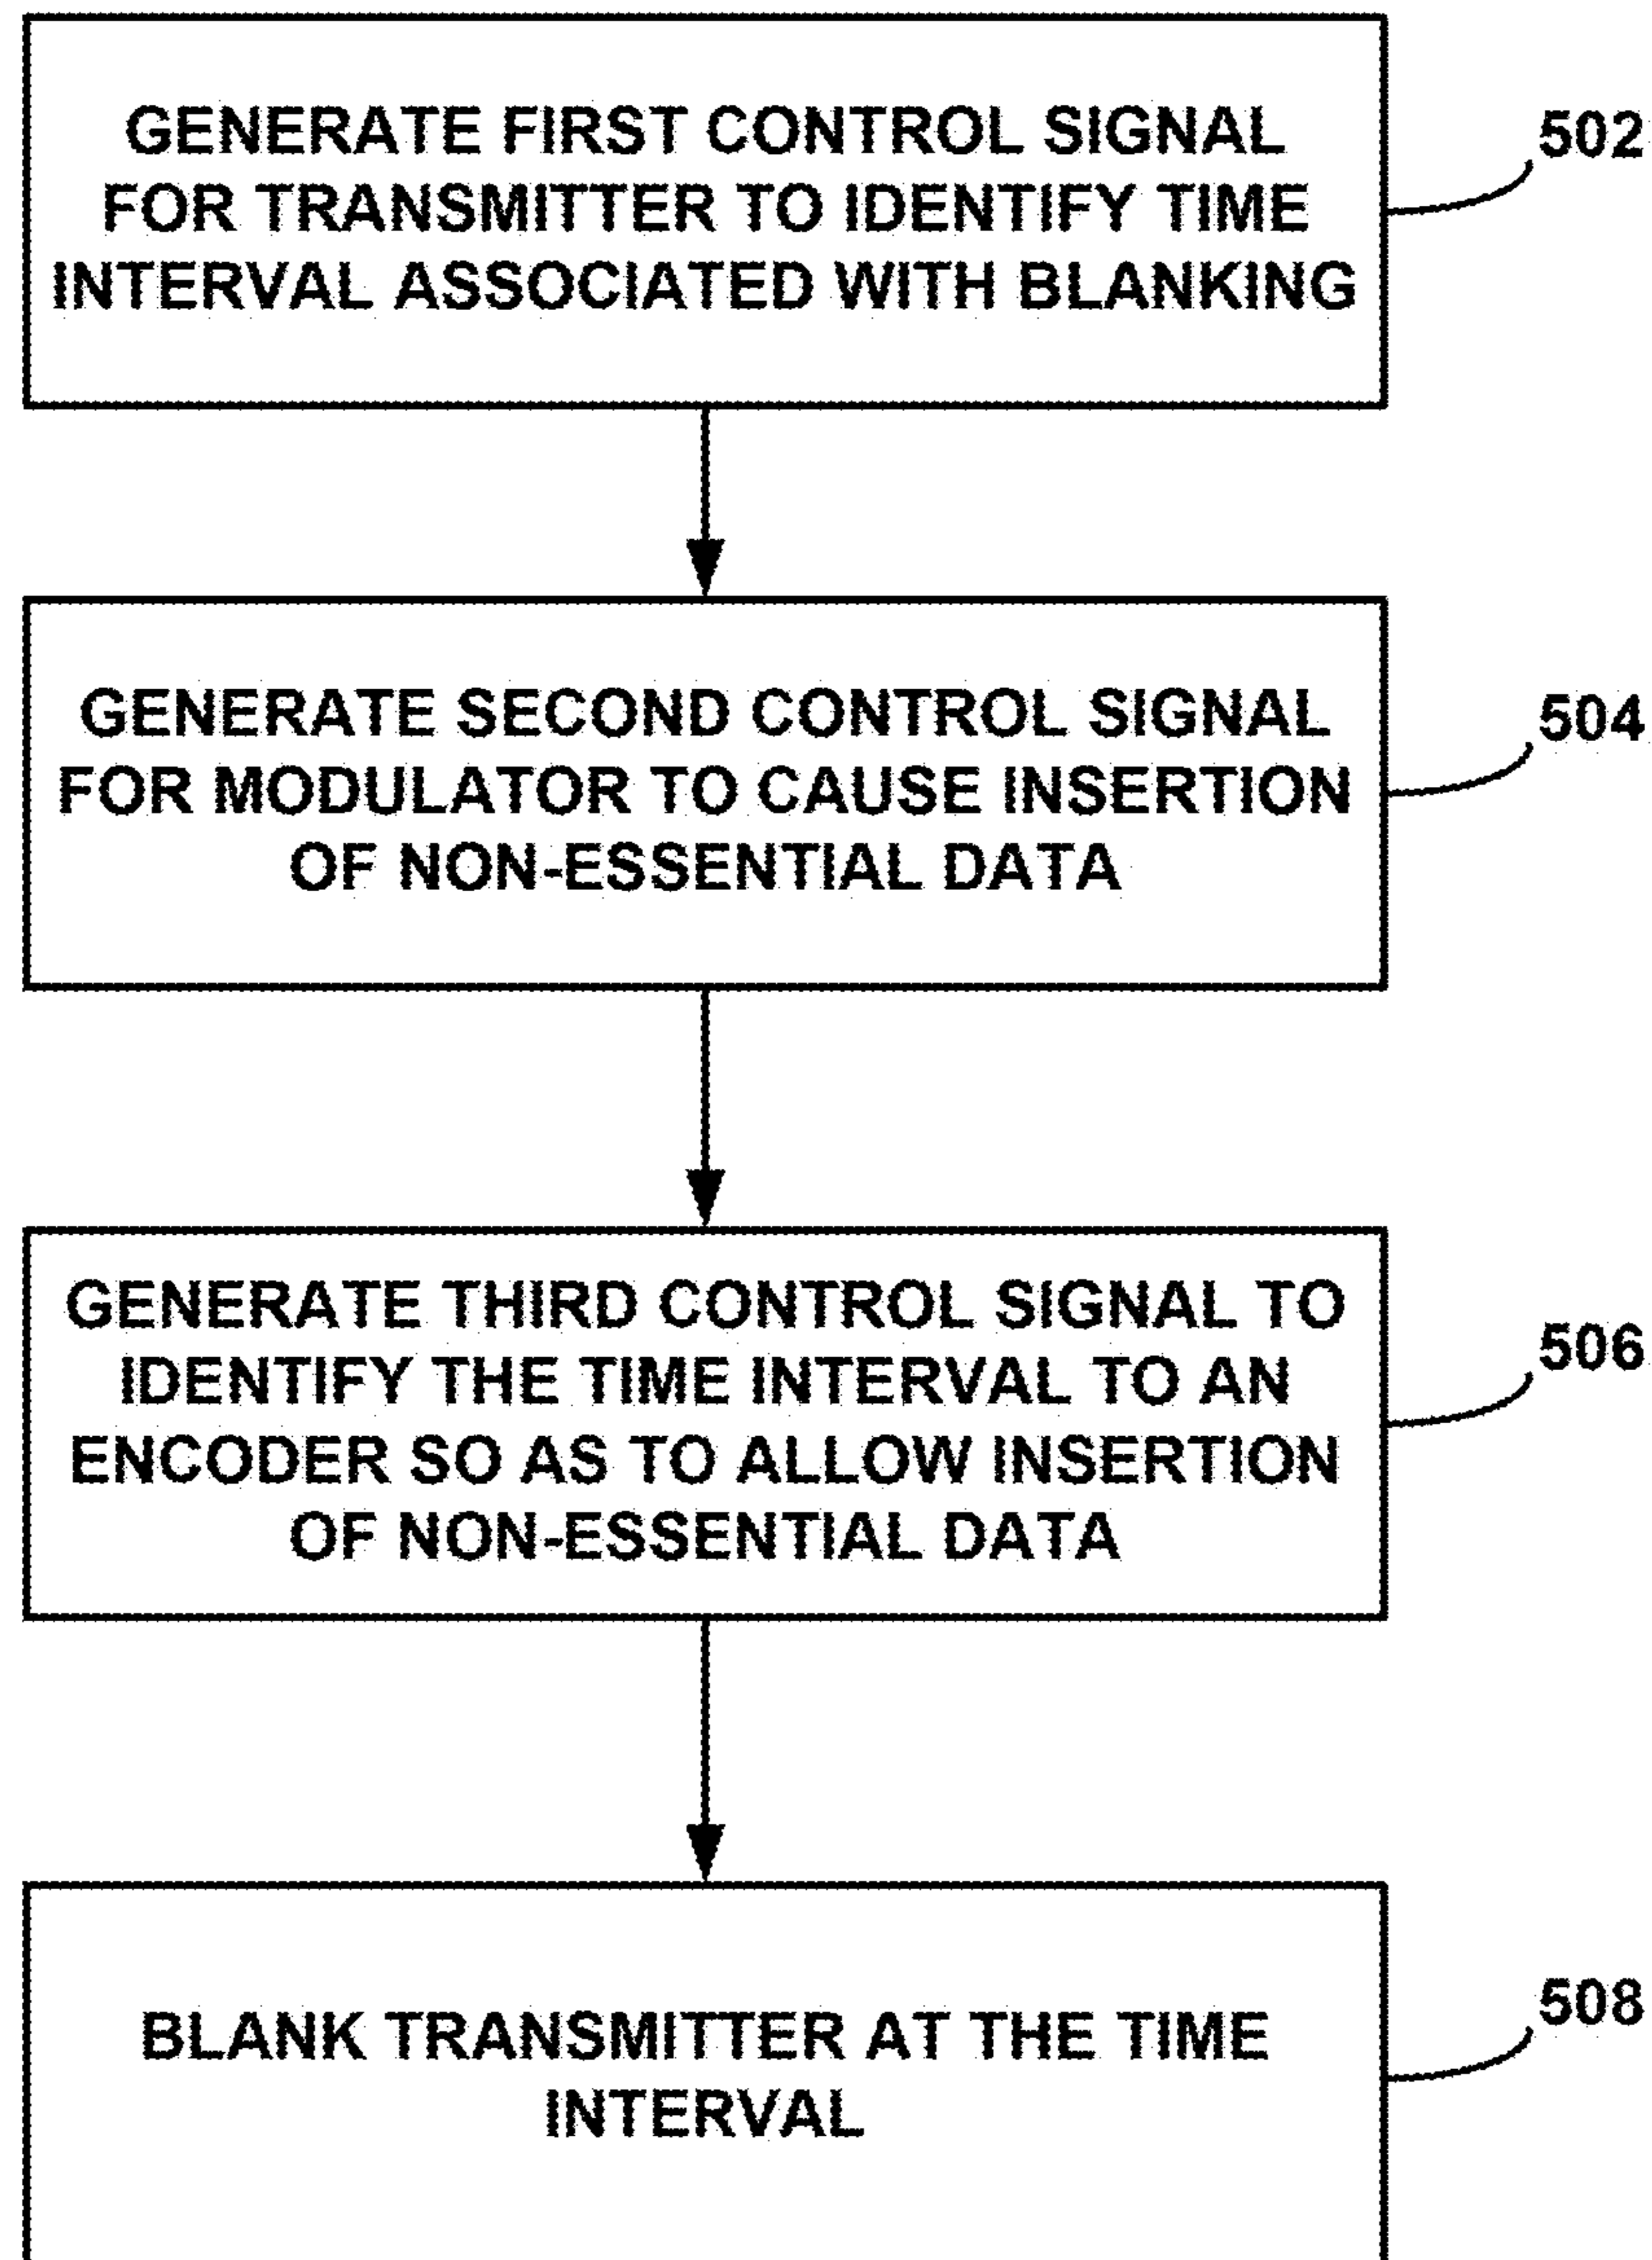 GENERATE FIRST CONTROL SIGNAL
FOR TRANSMITTER TO IDENTIFY TIME
INTERVAL ASSOCIATED WITH BLANKING
502
GENERATE SECOND CONTROL SIGNAL
FOR MODULATOR TO CAUSE INSERTION
OF NON-ESSENTIAL DATA
504
GENERATE THIRD CONTROL SIGNAL TO
IDENTIFY THE TIME INTERVAL TO AN
ENCODER SO AS TO ALLOW INSERTION
OF NON-ESSENTIAL DATA
506
BLANK TRANSMITTER AT THE TIME
INTERVAL
508